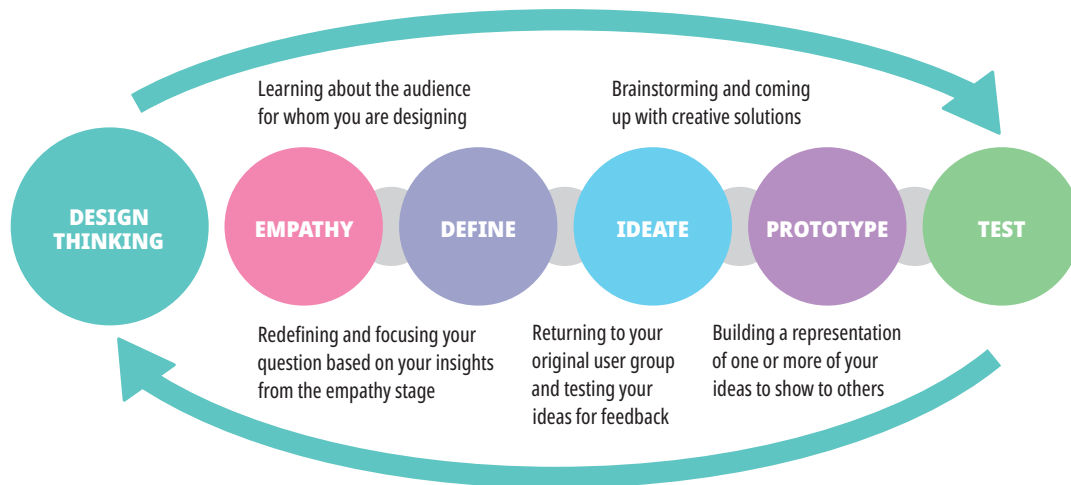 Learning about the audience
for whom you are designing
Brainstorming and coming
up with creative solutions
DESIGN
THINKING
EMPATHY
DEFINE
IDEATE
PROTOTYPE
TEST
Redefining and focusing your
question based on your insights
from the empathy stage
Returning to your
original user group
and testing your
ideas for feedback
Building a representation
of one or more of your
ideas to show to others